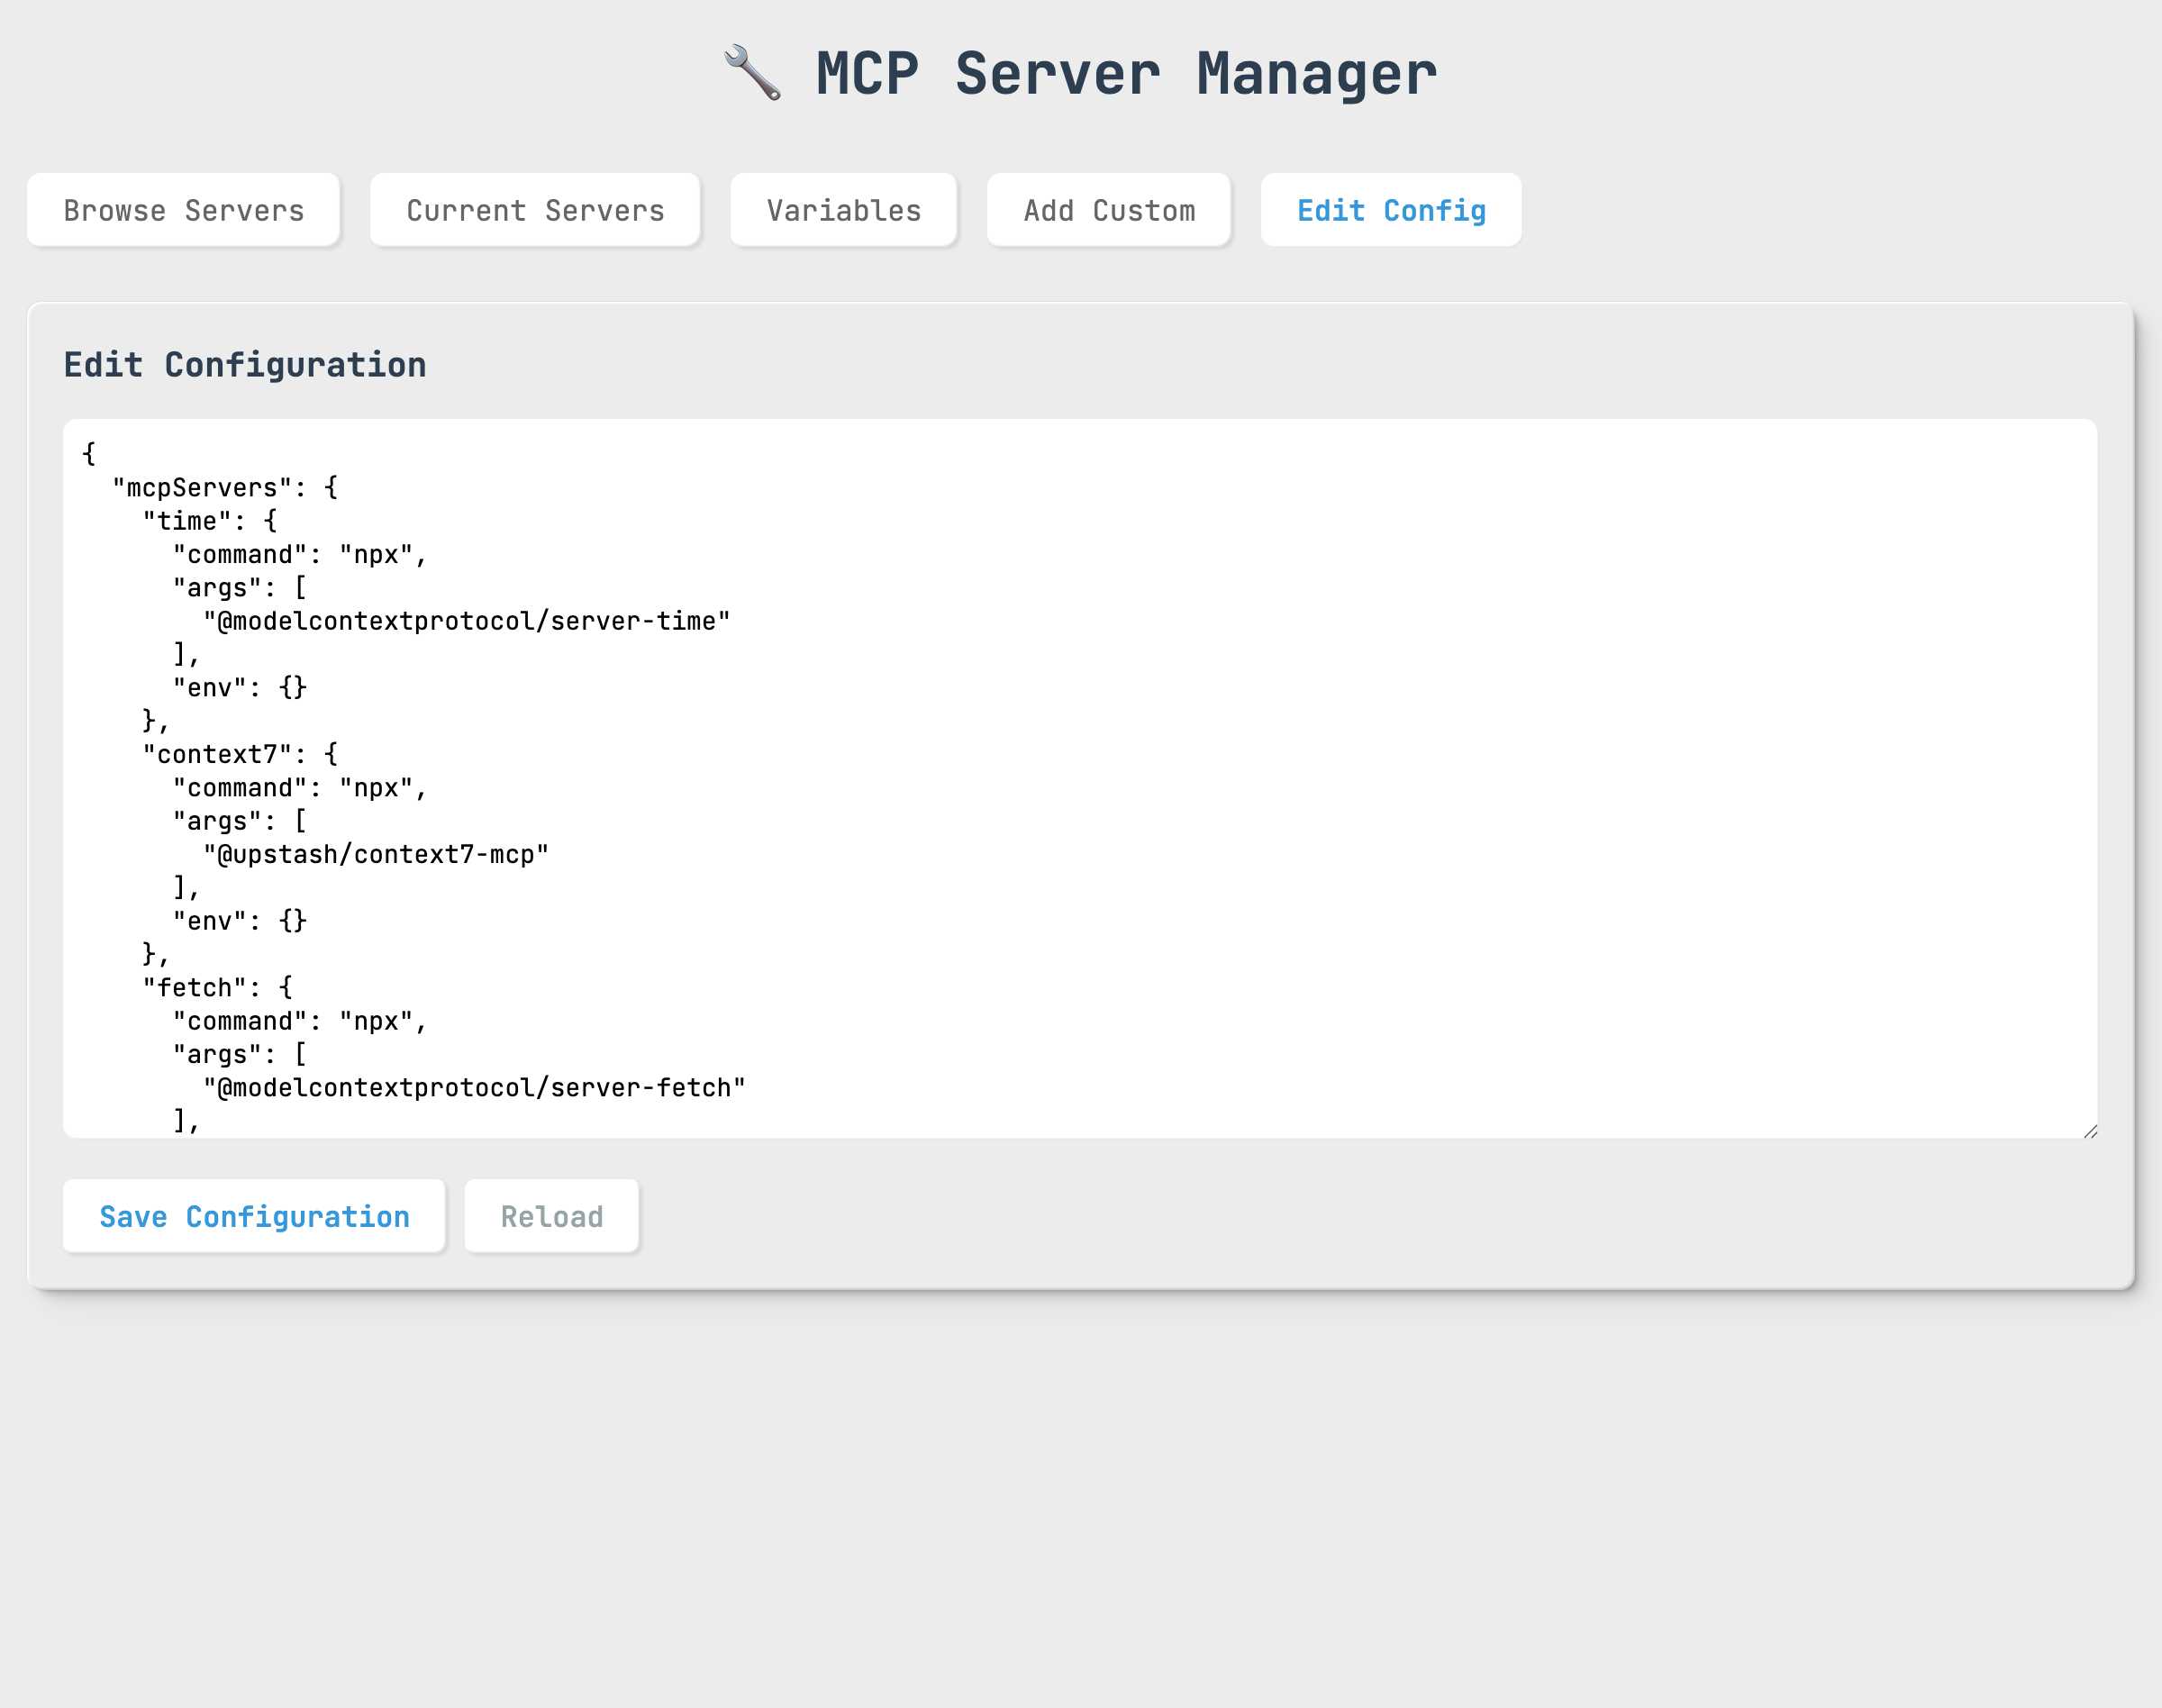 🔧 MCP Server Manager
Browse Servers
Current Servers
Variables
Add Custom
Edit Config
Edit Configuration
{
  "mcpServers": {
    "time": {
      "command": "npx",
      "args": [
        "@modelcontextprotocol/server-time"
      ],
      "env": {}
    },
    "context7": {
      "command": "npx",
      "args": [
        "@upstash/context7-mcp"
      ],
      "env": {}
    },
    "fetch": {
      "command": "npx",
      "args": [
        "@modelcontextprotocol/server-fetch"
      ],
Save Configuration
Reload